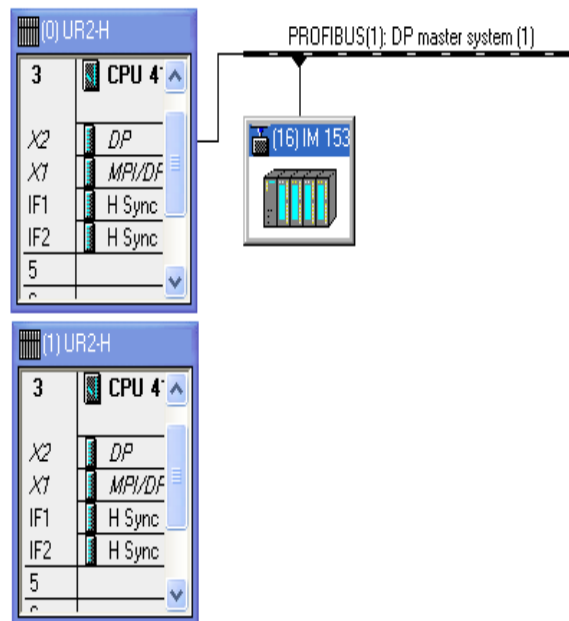 (0) UR2-H
PROFIBUS(1): DP master system (1)
3 CPU 4
X2 DP
X1 MPI/DP
IF1 H Sync
IF2 H Sync
5
(16) IM 153
(1) UR2-H
3 CPU 4
X2 DP
X1 MPI/DP
IF1 H Sync
IF2 H Sync
5